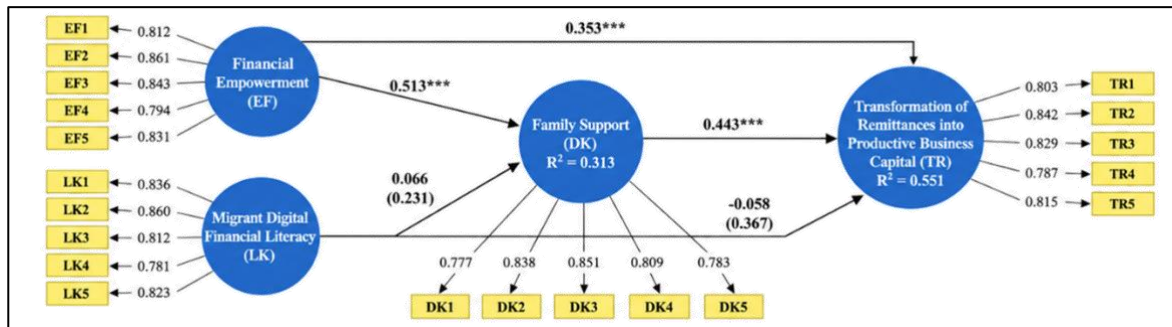 EF1
0.812
EF2
0.861
EF3
0.843
EF4
0.794
EF5
0.831
Financial
Empowerment
(EF)
0.353***
0.513***
LK1
0.836
LK2
0.860
LK3
0.812
LK4
0.781
LK5
0.823
Migrant Digital
Financial Literacy
(LK)
0.066
(0.231)
Family Support
(DK)
R² = 0.313
0.443***
-0.058
(0.367)
0.777
0.838
0.851
0.809
0.783
DK1
DK2
DK3
DK4
DK5
Transformation of
Remittances into
Productive Business
Capital (TR)
R² = 0.551
0.803
TR1
0.842
TR2
0.829
TR3
0.787
TR4
0.815
TR5